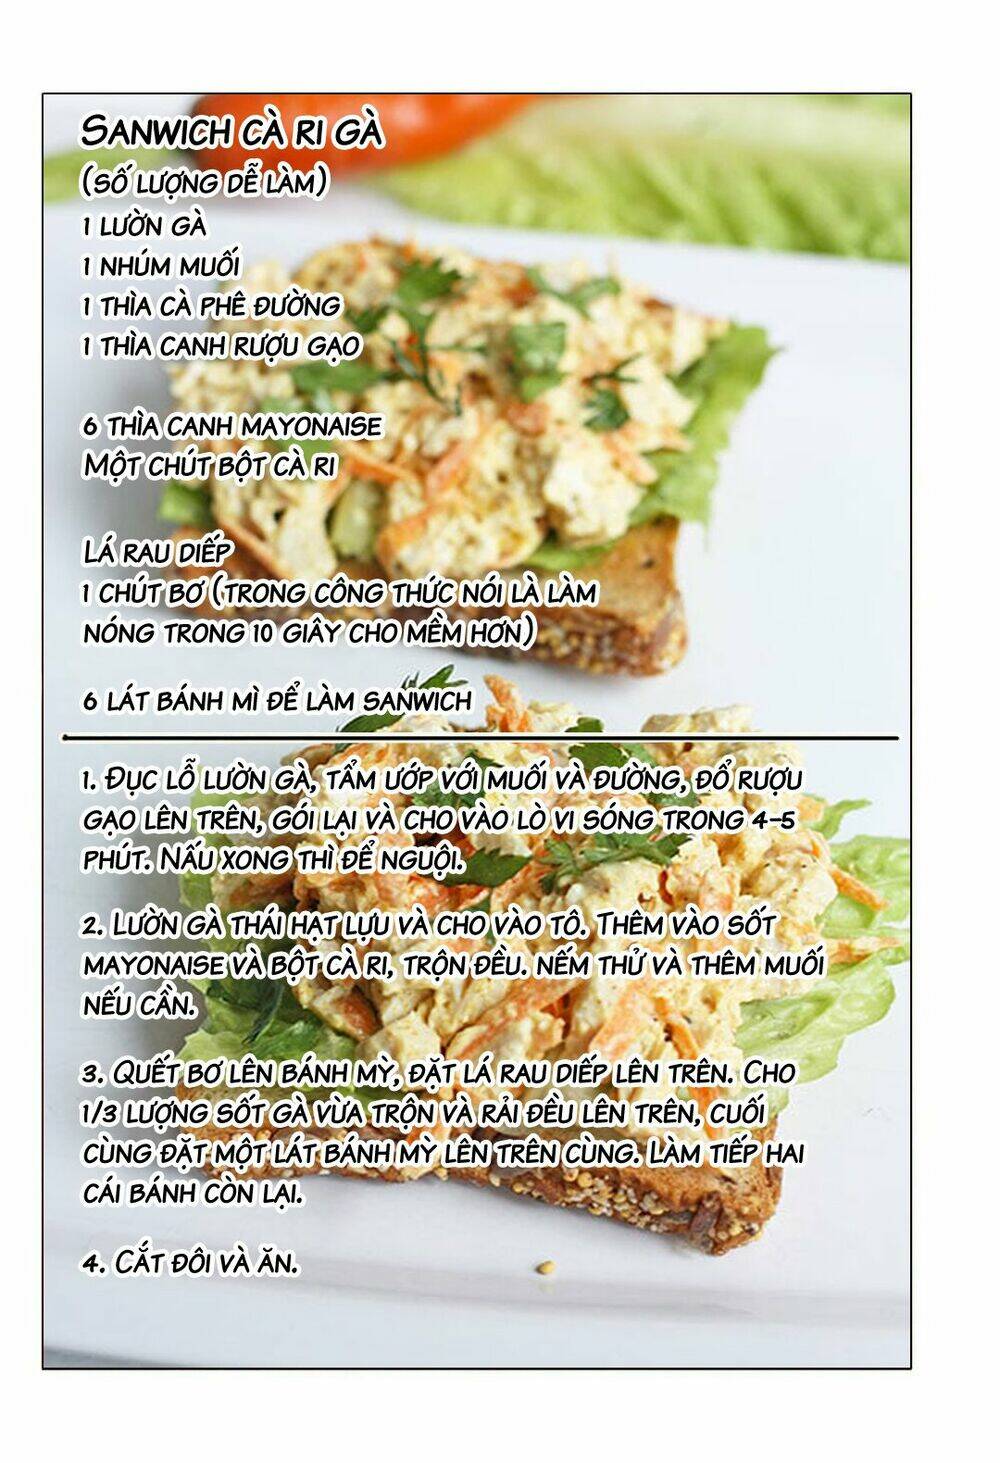 Sanwich cà ri gà
(số lượng dễ làm)
1 lườn gà
1 nhúm muối
1 thìa cà phê đường
1 thìa canh rượu gạo
6 thìa canh mayonaise
Một chút bột cà ri
Lá rau diếp
1 chút bơ (trong công thức nói là làm
nóng trong 10 giây cho mềm hơn)
6 lát bánh mì để làm sanwich
1. Đục lỗ lườn gà, tẩm ướp với muối và đường, đổ rượu
gạo lên trên, gói lại và cho vào lò vi sóng trong 4-5
phút. Nấu xong thì để nguội.
2. Lườn gà thái hạt lựu và cho vào tô. Thêm vào sốt
mayonaise và bột cà ri, trộn đều. nếm thử và thêm muối
nếu cần.
3. Quết bơ lên bánh mỳ, đặt lá rau diếp lên trên. Cho
1/3 lượng sốt gà vừa trộn và rải đều lên trên, cuối
cùng đặt một lát bánh mỳ lên trên cùng. Làm tiếp hai
cái bánh còn lại.
4. Cắt đôi và ăn.